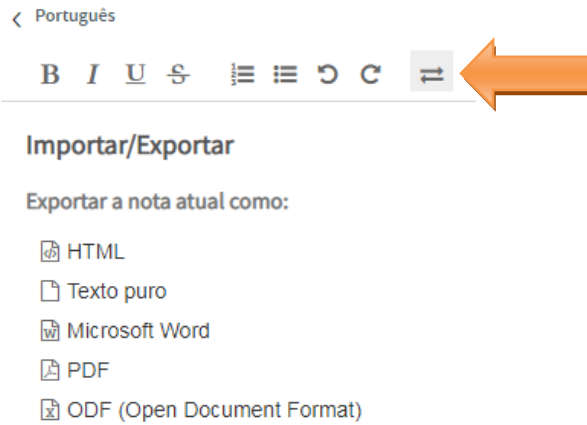 Português
B I U S
Importar/Exportar
Exportar a nota atual como:
HTML
Texto puro
Microsoft Word
PDF
ODF (Open Document Format)